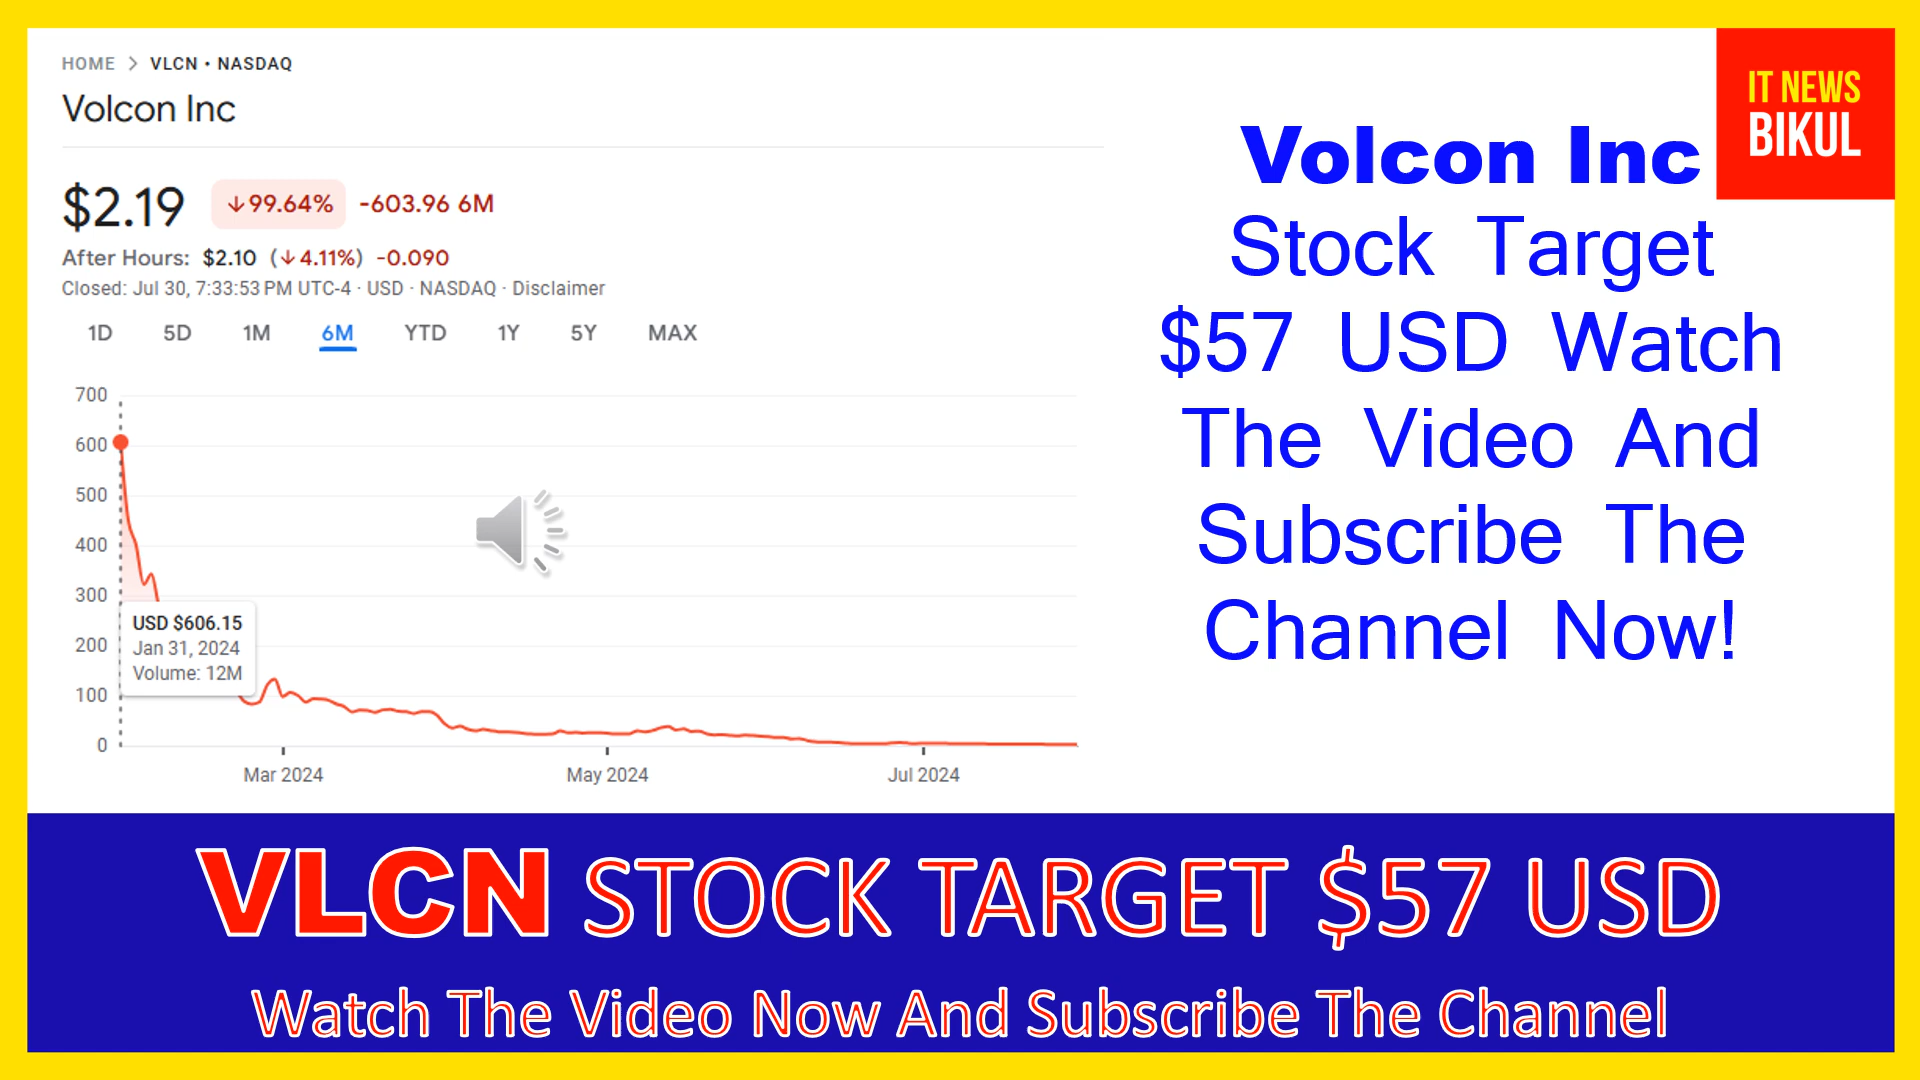 HOME > VLCN • NASDAQ
Volcon Inc
$2.19 ↓99.64% -603.96 6M
After Hours: $2.10 (↓4.11%) -0.090
Closed: Jul 30, 7:33:53 PM UTC-4 · USD · NASDAQ · Disclaimer
1D 5D 1M 6M YTD 1Y 5Y MAX
700
600
500
400
300
200
100
0
USD $606.15
Jan 31, 2024
Volume: 12M
Mar 2024 May 2024 Jul 2024
IT NEWS
BIKUL
Volcon Inc
Stock Target
$57 USD Watch
The Video And
Subscribe The
Channel Now!
VLCN STOCK TARGET $57 USD
Watch The Video Now And Subscribe The Channel